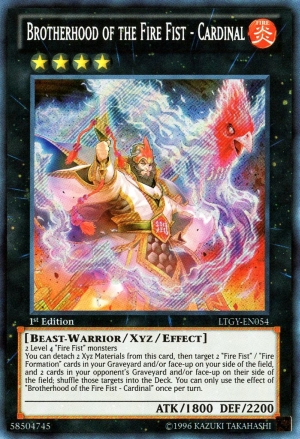 BROTHERHOOD OF THE FIRE FIST - CARDINAL
FIRE
炎
1st Edition
LTGY-EN054
[BEAST-WARRIOR/XYZ/EFFECT]
2 Level 4 "Fire Fist" monsters
You can detach 2 Xyz Materials from this card, then target 2 "Fire Fist" / "Fire
Formation" cards in your Graveyard and/or face-up on your side of the field,
and 2 cards in your opponent's Graveyard and/or face-up on their side of
the field; shuffle those targets into the Deck. You can only use the effect of
"Brotherhood of the Fire Fist - Cardinal" once per turn.
ATK/1800 DEF/2200
58504745
©1996 KAZUKI TAKAHASHI